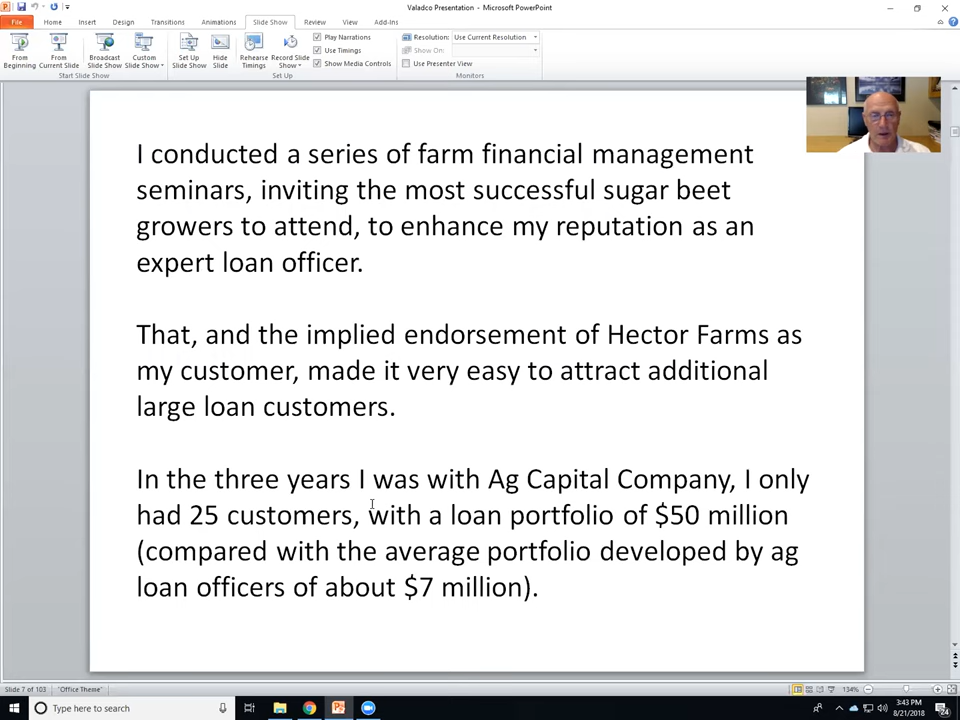 Valadco Presentation - Microsoft PowerPoint
File Home Insert Design Transitions Animations Slide Show Review View Add-Ins
From Beginning
From Current Slide
Broadcast Slide Show
Custom Slide Show
Start Slide Show
Set Up Slide Show
Hide Slide
Rehearse Timings
Record Slide Show
Play Narrations
Use Timings
Show Media Controls
Set Up
Resolution: Use Current Resolution
Show On:
Use Presenter View
Monitors
I conducted a series of farm financial management
seminars, inviting the most successful sugar beet
growers to attend, to enhance my reputation as an
expert loan officer.
That, and the implied endorsement of Hector Farms as
my customer, made it very easy to attract additional
large loan customers.
In the three years I was with Ag Capital Company, I only
had 25 customers, with a loan portfolio of $50 million
(compared with the average portfolio developed by ag
loan officers of about $7 million).
Slide 7 of 103 "Office Theme" 134%
Type here to search
3:43 PM
8/21/2018
24